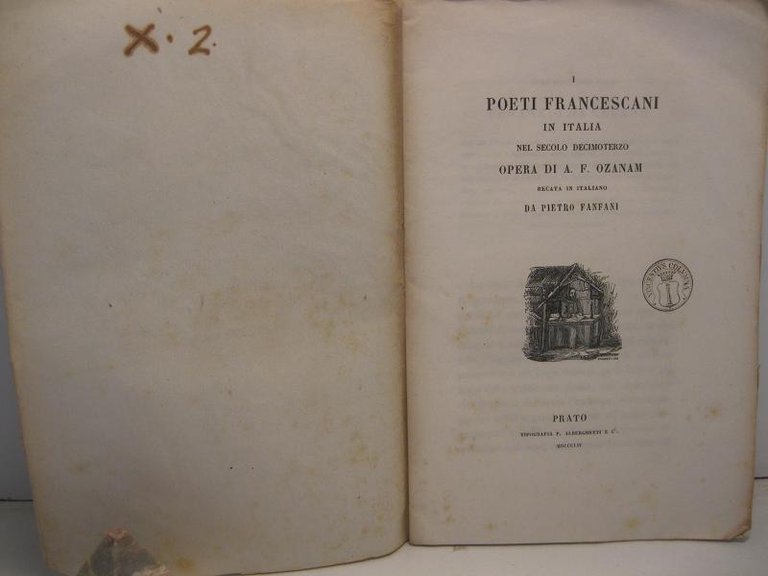 X. 2.
I
POETI FRANCESCANI
IN ITALIA
NEL SECOLO DECIMOTERZO
OPERA DI A. F. OZANAM
RECATA IN ITALIANO
DA PIETRO FANFANI
PRATO
TIPOGRAFIA F. ALBERGHETTI E C.
MDCCCLIV